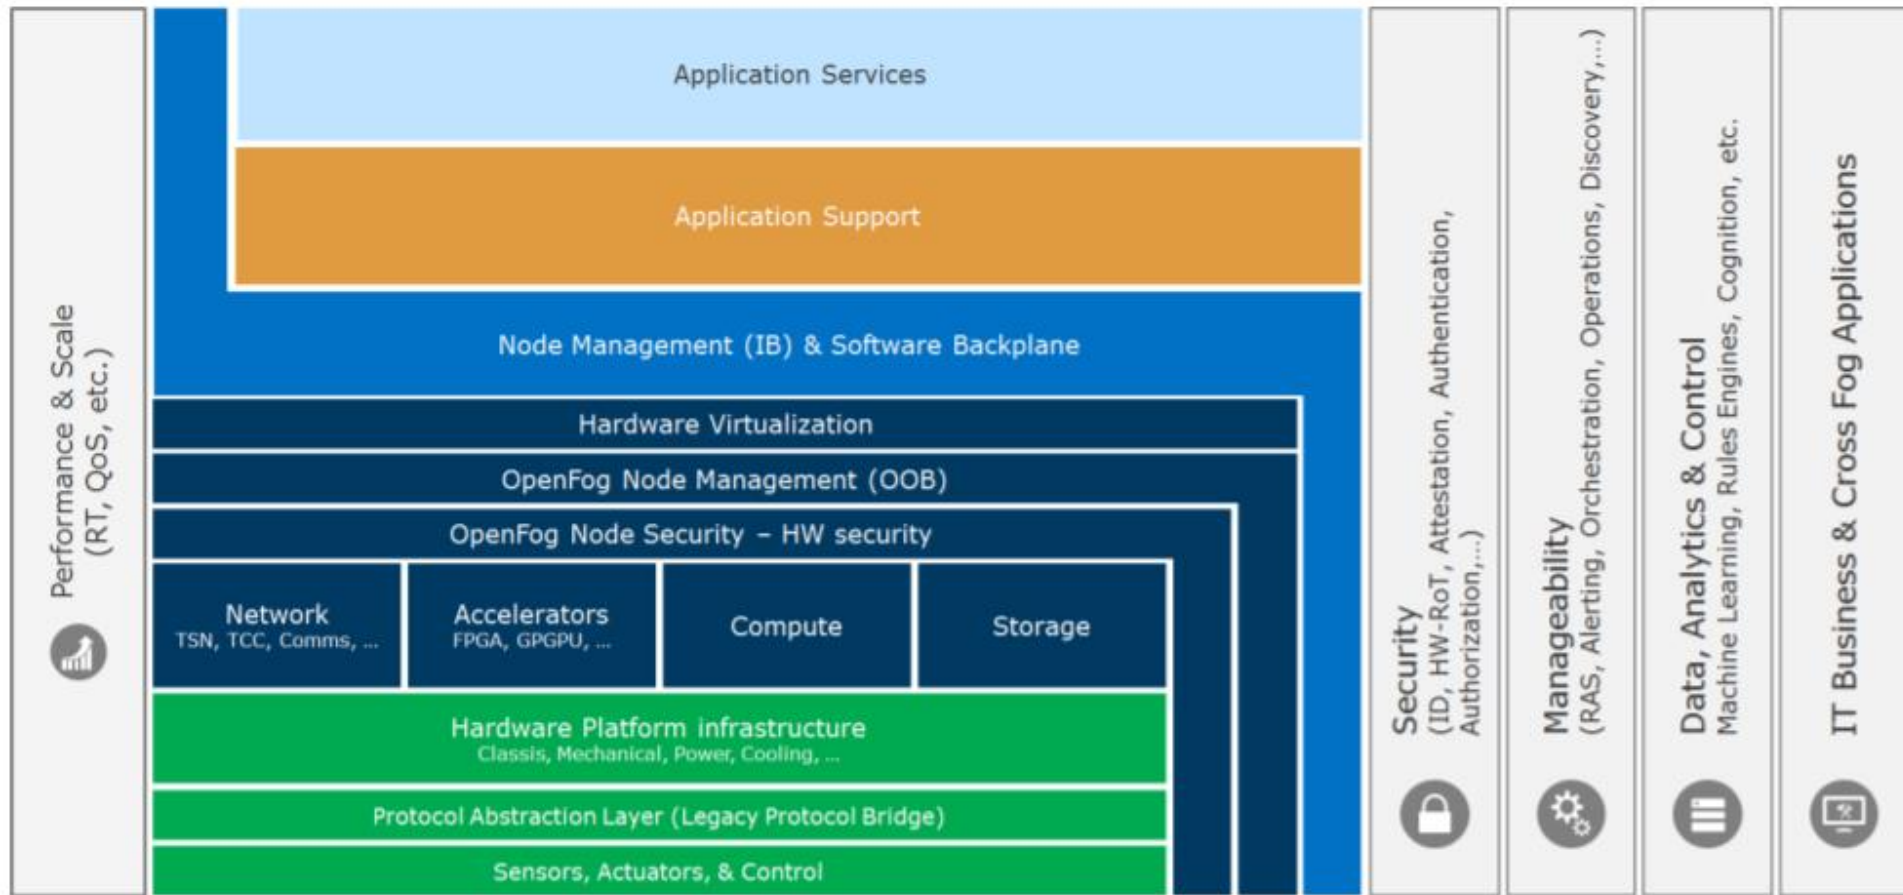 Performance & Scale
(RT, QoS, etc.)
Application Services
Application Support
Node Management (IB) & Software Backplane
Hardware Virtualization
OpenFog Node Management (OOB)
OpenFog Node Security – HW security
Network
TSN, TCC, Comms, ...
Accelerators
FPGA, GPGPU, ...
Compute
Storage
Hardware Platform infrastructure
Classis, Mechanical, Power, Cooling, ...
Protocol Abstraction Layer (Legacy Protocol Bridge)
Sensors, Actuators, & Control
Security
(ID, HW-RoT, Attestation, Authentication,
Authorization,...)
Manageability
(RAS, Alerting, Orchestration, Operations, Discovery,...)
Data, Analytics & Control
Machine Learning, Rules Engines, Cognition, etc.
IT Business & Cross Fog Applications